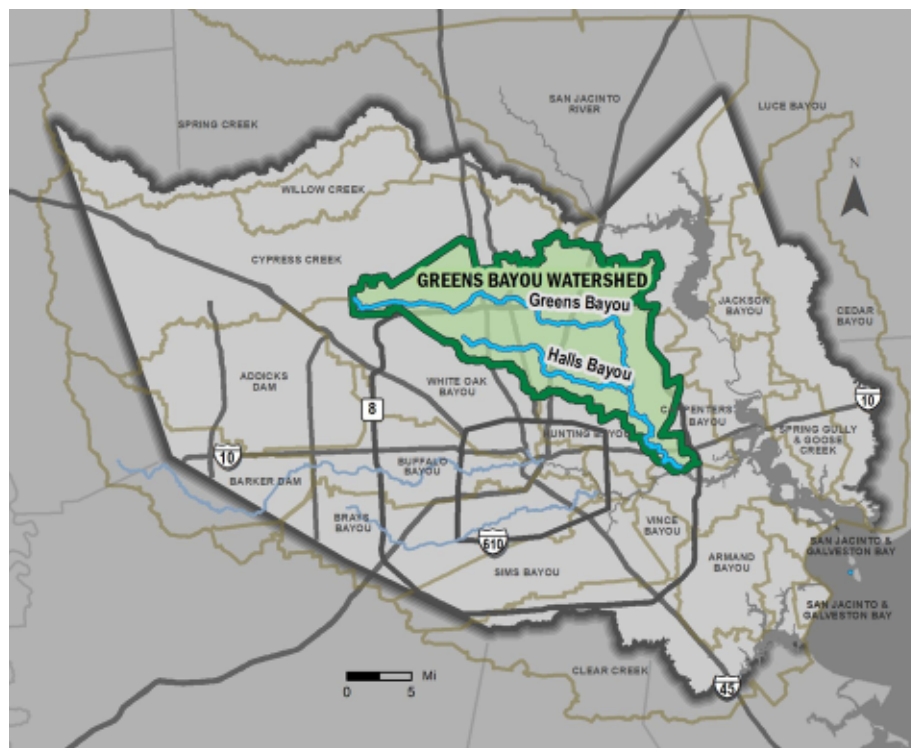 SAN JACINTO
RIVER
LUCE BAYOU
SPRING CREEK
N
WILLOW CREEK
CYPRESS CREEK
GREENS BAYOU WATERSHED
Greens Bayou
JACKSON
BAYOU
CEDAR
BAYOU
Halls Bayou
ADDICKS
DAM
WHITE OAK
BAYOU
8
10
CARPENTERS
BAYOU
HUNTING BAYOU
SPRING GULLY
& GOOSE
CREEK
10
BUFFALO
BAYOU
BARKER DAM
BRAYS
BAYOU
VINCE
BAYOU
610
SAN JACINTO &
GALVESTON BAY
ARMAND
BAYOU
SIMS BAYOU
SAN JACINTO &
GALVESTON BAY
CLEAR CREEK
Mi
0 5
45